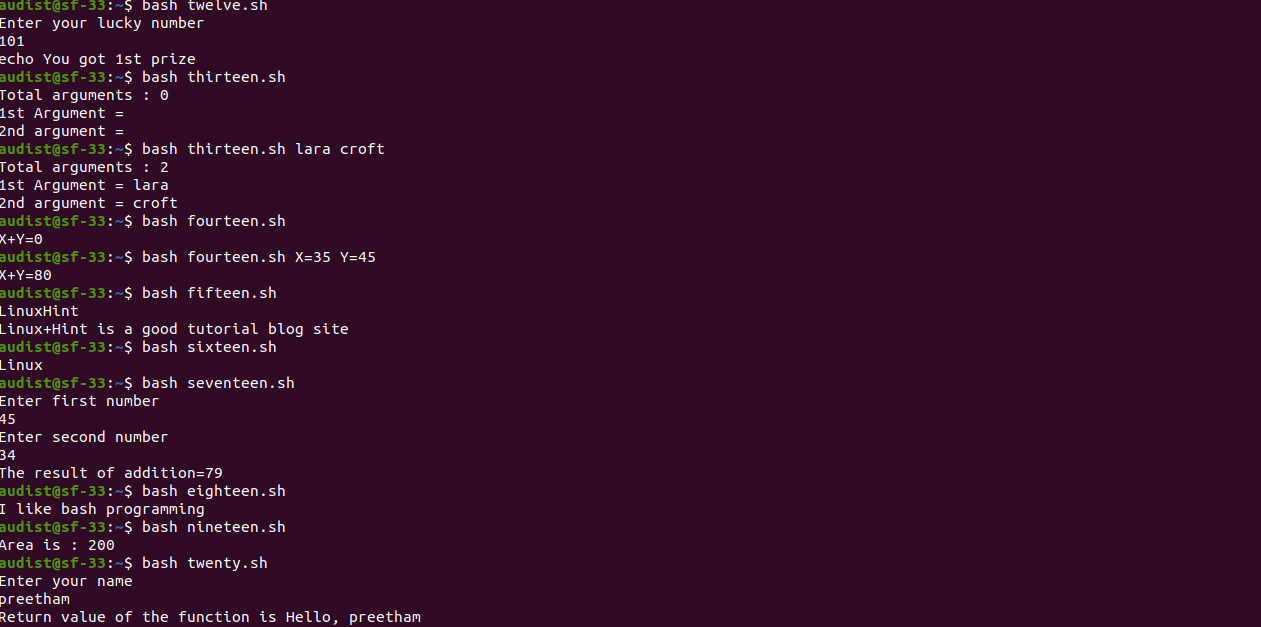 audist@sf-33:~$ bash twelve.sh
Enter your lucky number
101
echo You got 1st prize
audist@sf-33:~$ bash thirteen.sh
Total arguments : 0
1st Argument =
2nd argument =
audist@sf-33:~$ bash thirteen.sh lara croft
Total arguments : 2
1st Argument = lara
2nd argument = croft
audist@sf-33:~$ bash fourteen.sh
X+Y=0
audist@sf-33:~$ bash fourteen.sh X=35 Y=45
X+Y=80
audist@sf-33:~$ bash fifteen.sh
LinuxHint
Linux+Hint is a good tutorial blog site
audist@sf-33:~$ bash sixteen.sh
Linux
audist@sf-33:~$ bash seventeen.sh
Enter first number
45
Enter second number
34
The result of addition=79
audist@sf-33:~$ bash eighteen.sh
I like bash programming
audist@sf-33:~$ bash nineteen.sh
Area is : 200
audist@sf-33:~$ bash twenty.sh
Enter your name
preetham
Return value of the function is Hello, preetham